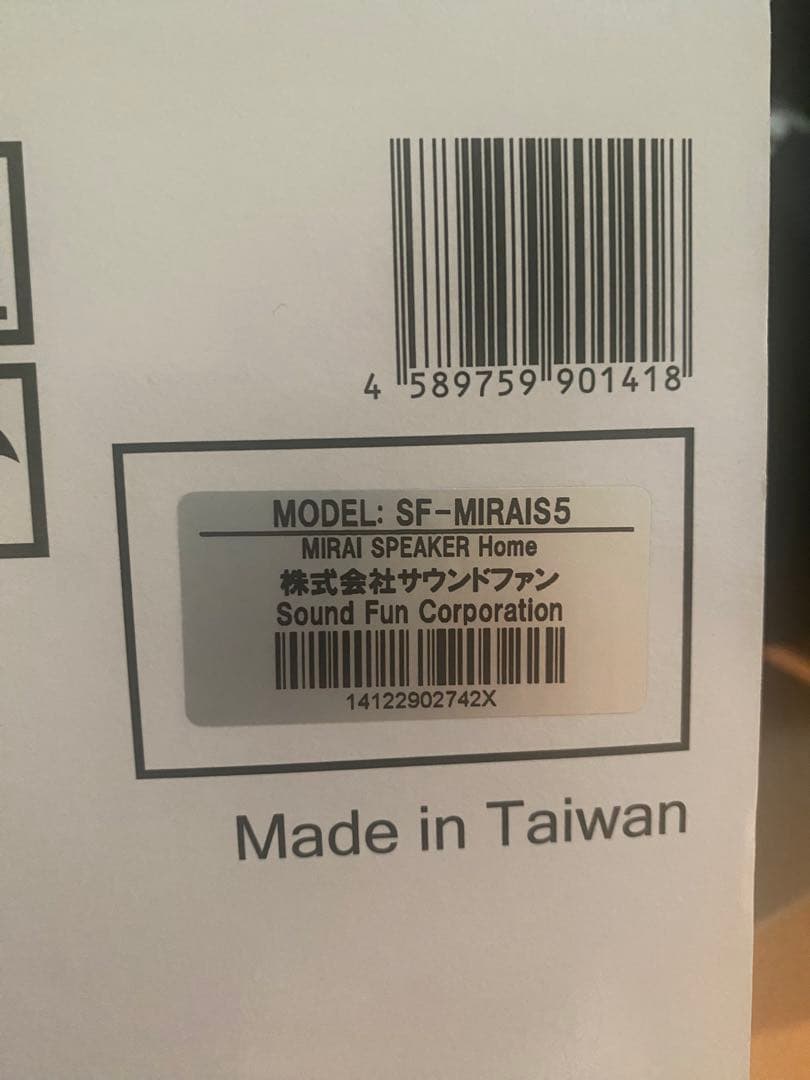 4 589759 901418
MODEL: SF-MIRAIS5
MIRAI SPEAKER Home
株式会社サウンドファン
Sound Fun Corporation
14122902742X
Made in Taiwan